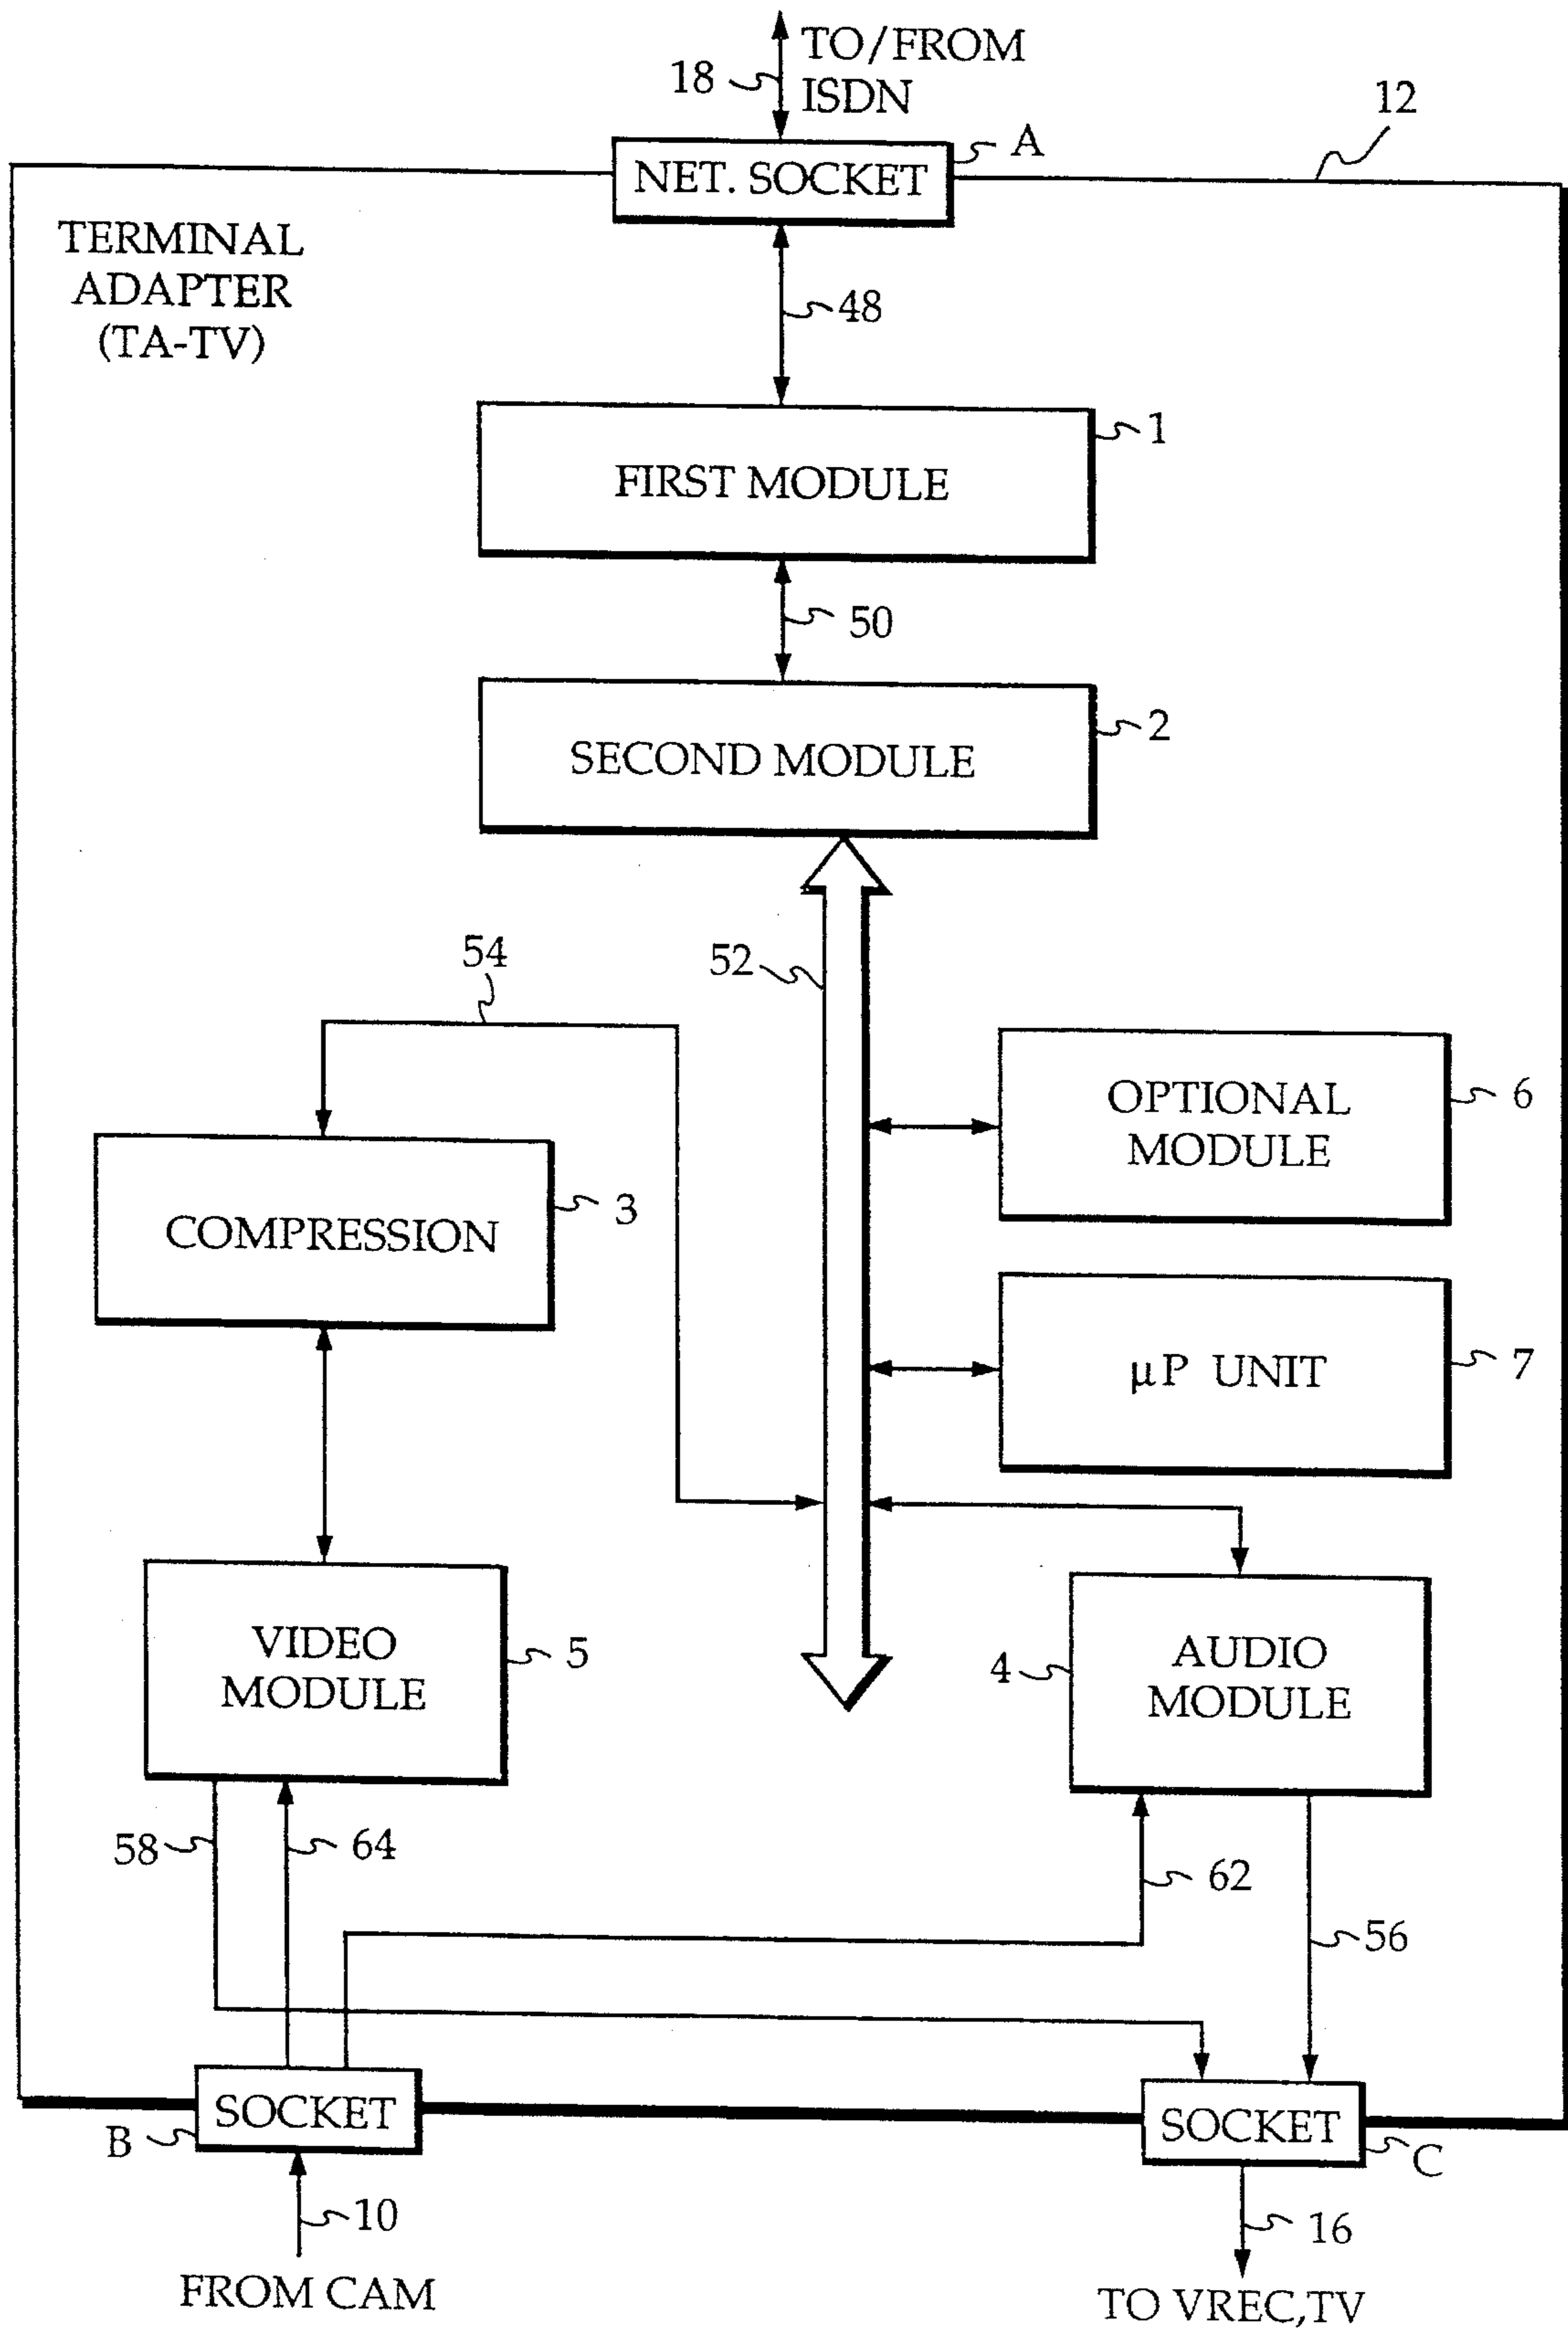 TO/FROM
ISDN
18
12
A
NET. SOCKET
TERMINAL
ADAPTER
(TA-TV)
48
1
FIRST MODULE
50
2
SECOND MODULE
54
52
OPTIONAL
MODULE
6
3
COMPRESSION
µP UNIT
7
VIDEO
MODULE
5
4
AUDIO
MODULE
58
64
62
56
SOCKET
B
SOCKET
C
10
16
FROM CAM
TO VREC,TV